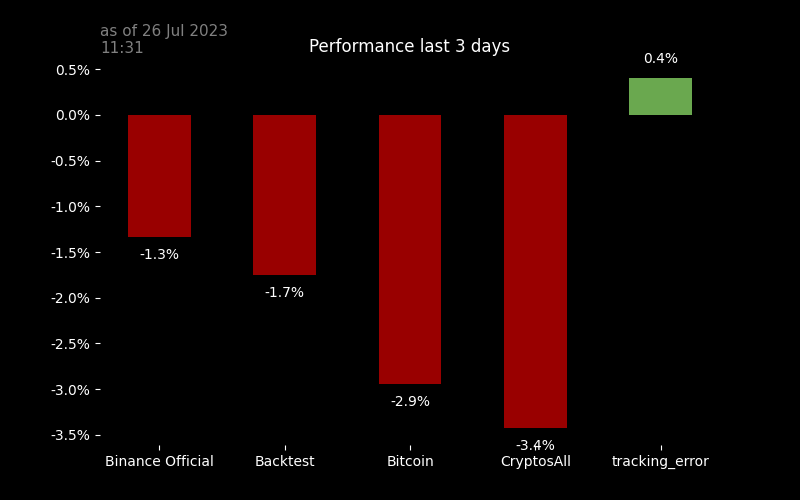 as of 26 Jul 2023
11:31
Performance last 3 days
0.5%
0.0%
-0.5%
-1.0%
-1.5%
-2.0%
-2.5%
-3.0%
-3.5%
-1.3%
-1.7%
-2.9%
-3.4%
0.4%
Binance Official
Backtest
Bitcoin
CryptosAll
tracking_error